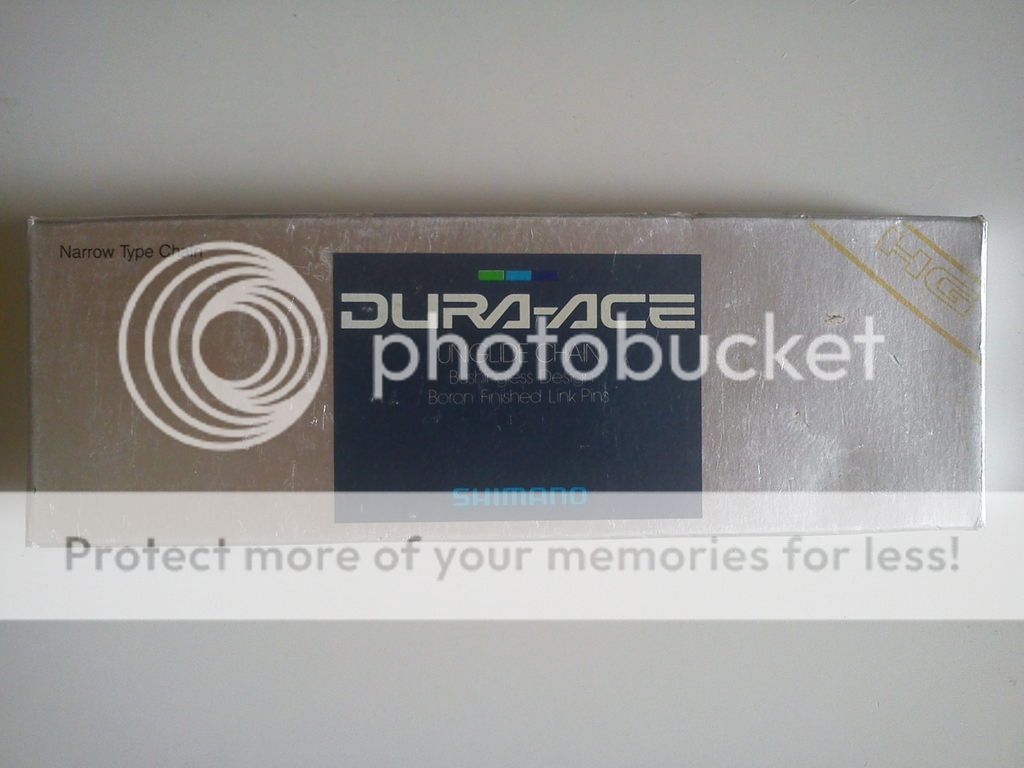 Narrow Type Chain
HG
DURA-ACE
UNIGLIDE CHAIN
Bushingless Design
Boron Finished Link Pins
SHIMANO
photobucket
Protect more of your memories for less!